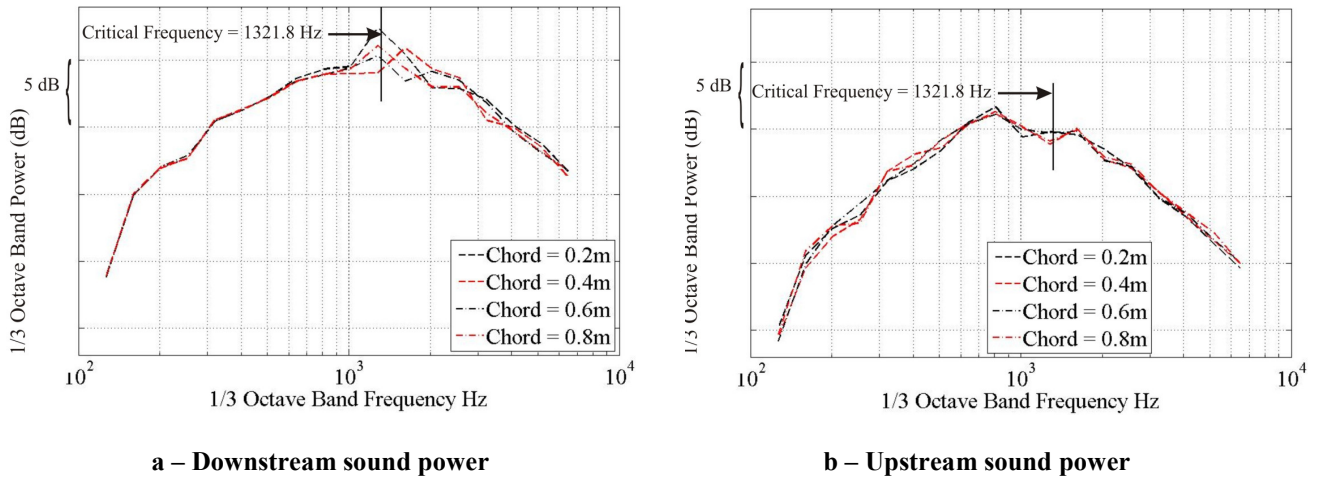 Critical Frequency = 1321.8 Hz
5 dB
1/3 Octave Band Power (dB)
Chord = 0.2m
Chord = 0.4m
Chord = 0.6m
Chord = 0.8m
10^2
10^3
10^4
1/3 Octave Band Frequency Hz
a – Downstream sound power
Critical Frequency = 1321.8 Hz
5 dB
1/3 Octave Band Power (dB)
Chord = 0.2m
Chord = 0.4m
Chord = 0.6m
Chord = 0.8m
10^2
10^3
10^4
1/3 Octave Band Frequency Hz
b – Upstream sound power